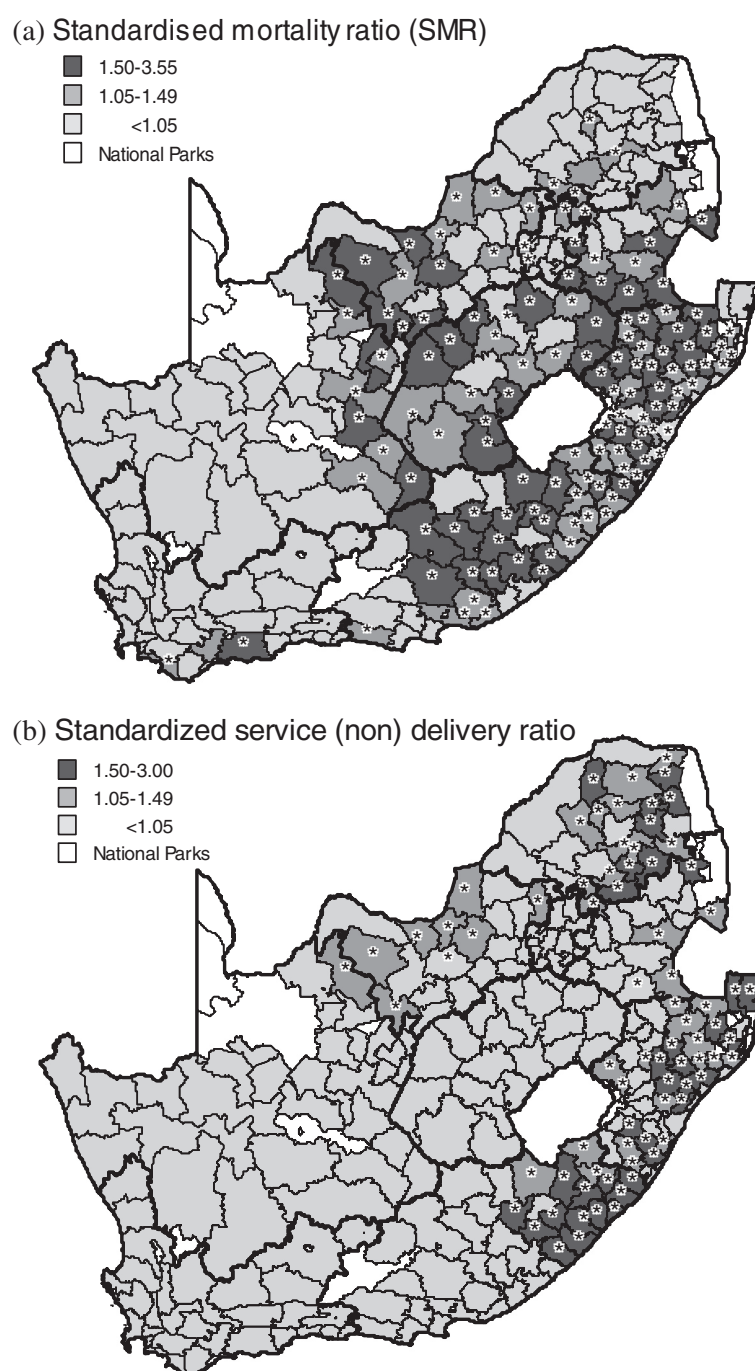 (a) Standardised mortality ratio (SMR)
1.50-3.55
1.05-1.49
<1.05
National Parks
(b) Standardized service (non) delivery ratio
1.50-3.00
1.05-1.49
<1.05
National Parks